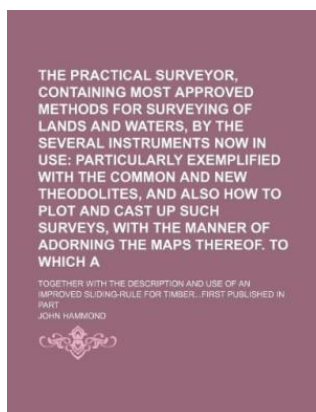 THE PRACTICAL SURVEYOR,
CONTAINING MOST APPROVED
METHODS FOR SURVEYING OF
LANDS AND WATERS, BY THE
SEVERAL INSTRUMENTS NOW IN
USE: PARTICULARLY EXEMPLIFIED
WITH THE COMMON AND NEW
THEODOLITES, AND ALSO HOW TO
PLOT AND CAST UP SUCH
SURVEYS, WITH THE MANNER OF
ADORNING THE MAPS THEREOF. TO
WHICH A
TOGETHER WITH THE DESCRIPTION AND USE OF AN
IMPROVED SLIDING-RULE FOR TIMBER...FIRST PUBLISHED IN
PART
JOHN HAMMOND